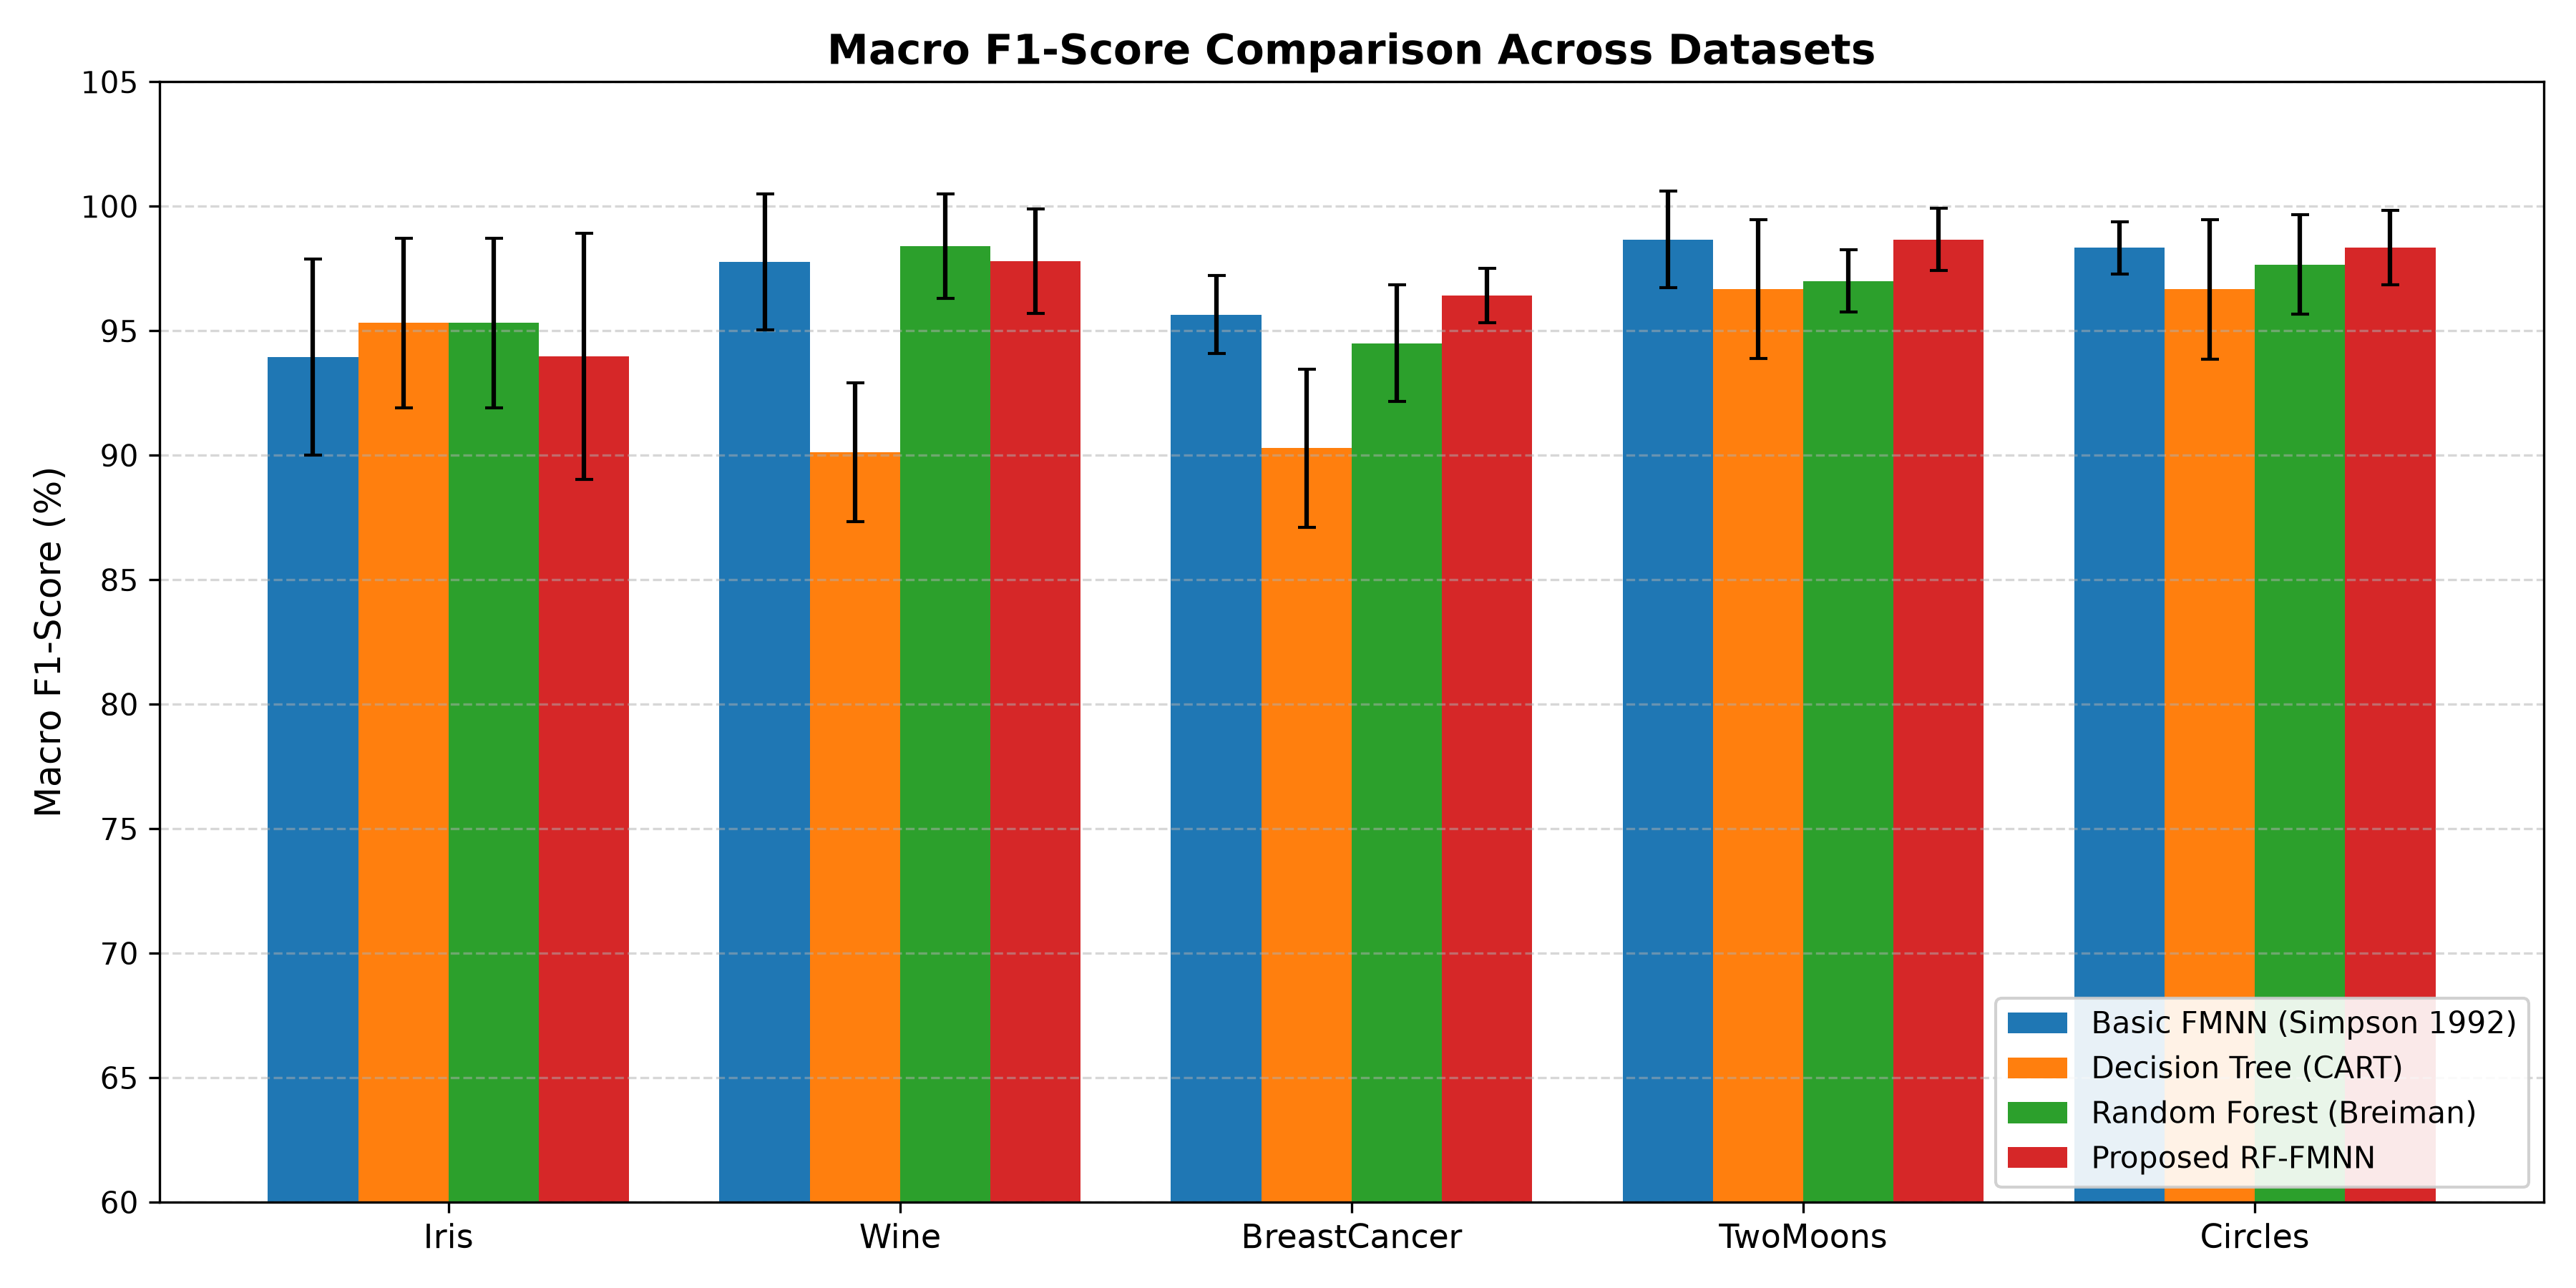 Macro F1-Score Comparison Across Datasets
Macro F1-Score (%)
105
100
95
90
85
80
75
70
65
60
Iris
Wine
BreastCancer
TwoMoons
Circles
Basic FMNN (Simpson 1992)
Decision Tree (CART)
Random Forest (Breiman)
Proposed RF-FMNN